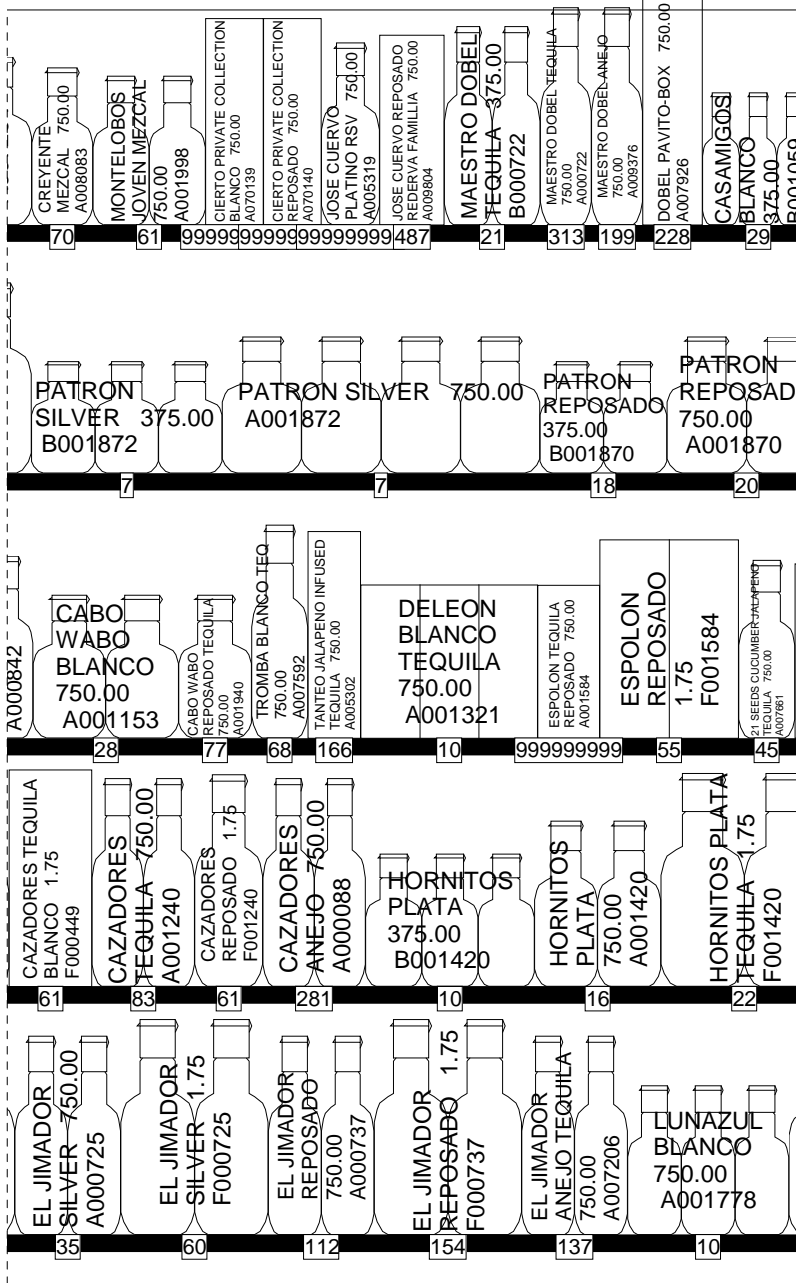 CREYENTE
MEZCAL 750.00
A008083
MONTELOBOS
JOVEN MEZCAL
750.00
A001998
CIERTO PRIVATE COLLECTION
BLANCO 750.00
A070139
CIERTO PRIVATE COLLECTION
REPOSADO 750.00
A070140
JOSE CUERVO
PLATINO RSV 750.00
A005319
JOSE CUERVO REPOSADO
REDERVA FAMILLIA 750.00
A009804
MAESTRO DOBEL
TEQUILA 375.00
B000722
MAESTRO DOBEL TEQUILA
750.00
A000722
MAESTRO DOBEL ANEJO
750.00
A009376
DOBEL PAVITO-BOX 750.00
A007926
CASAMIGOS
BLANCO
375.00
B001059
70 61 99999 99999 99999999 487 21 313 199 228 29
PATRON
SILVER 375.00
B001872
PATRON SILVER 750.00
A001872
PATRON
REPOSADO
375.00
B001870
PATRON
REPOSAD
750.00
A001870
7 7 18 20
A000842
CABO
WABO
BLANCO
750.00
A001153
CABO WABO
REPOSADO TEQUILA
750.00
A001940
TROMBA BLANCO TEQ
750.00
A007592
TANTEO JALAPENO INFUSED
TEQUILA 750.00
A005302
DELEON
BLANCO
TEQUILA
750.00
A001321
ESPOLON TEQUILA
REPOSADO 750.00
A001584
ESPOLON
REPOSADO
1.75
F001584
21 SEEDS CUCUMBER JALAPENO
TEQUILA 750.00
A007661
28 77 68 166 10 999999999 55 45
CAZADORES TEQUILA
BLANCO 1.75
F000449
CAZADORES
TEQUILA 750.00
A001240
CAZADORES
REPOSADO 1.75
F001240
CAZADORES
ANEJO 750.00
A000088
HORNITOS
PLATA
375.00
B001420
HORNITOS
PLATA
750.00
A001420
HORNITOS PLATA
TEQUILA 1.75
F001420
61 83 61 281 10 16 22
EL JIMADOR
SILVER 750.00
A000725
EL JIMADOR
SILVER 1.75
F000725
EL JIMADOR
REPOSADO
750.00
A000737
EL JIMADOR
REPOSADO 1.75
F000737
EL JIMADOR
ANEJO TEQUILA
750.00
A007206
LUNAZUL
BLANCO
750.00
A001778
35 60 112 154 137 10